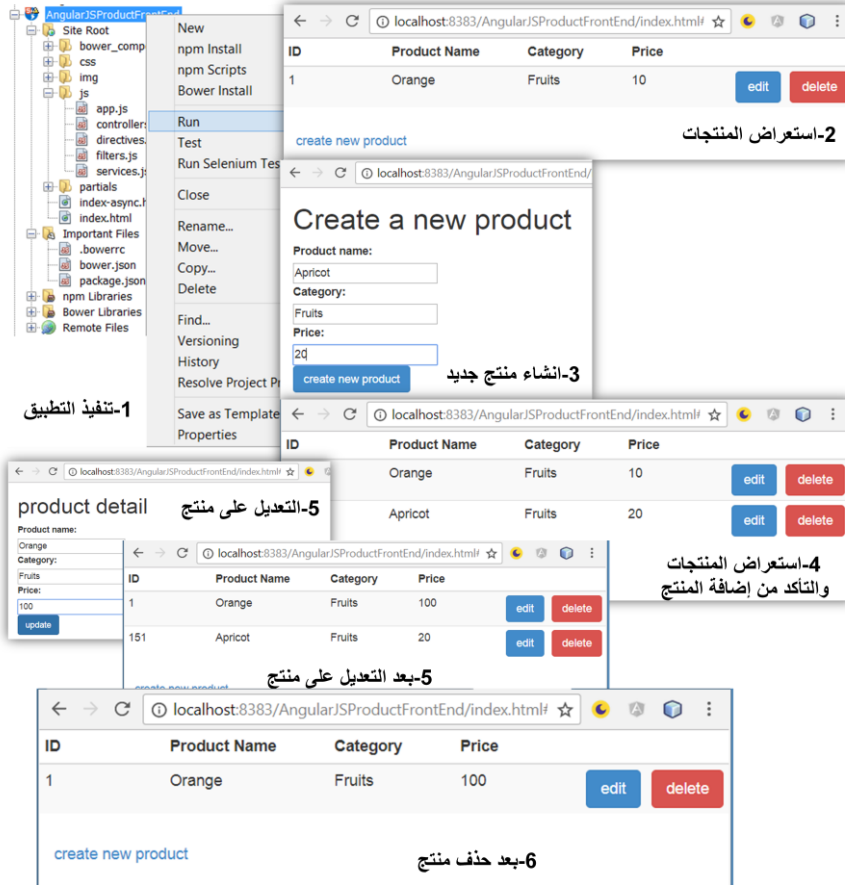 AngularJSProductFrontEnd
Site Root
bower_comp
css
img
js
app.js
controllers
directives.
filters.js
services.js
partials
index-async.h
index.html
Important Files
.bowerrc
bower.json
package.json
npm Libraries
Bower Libraries
Remote Files
New
npm Install
npm Scripts
Bower Install
Run
Test
Run Selenium Tes
Close
Rename...
Move...
Copy...
Delete
Find...
Versioning
History
Resolve Project Pr
Save as Template
Properties
1-تنفيذ التطبيق
localhost:8383/AngularJSProductFrontEnd/index.html#
ID Product Name Category Price
1 Orange Fruits 10 edit delete
create new product
2-استعراض المنتجات
localhost:8383/AngularJSProductFrontEnd/
Create a new product
Product name:
Apricot
Category:
Fruits
Price:
20
create new product
3-انشاء منتج جديد
localhost:8383/AngularJSProductFrontEnd/index.html#
ID Product Name Category Price
Orange Fruits 10 edit delete
Apricot Fruits 20 edit delete
4-استعراض المنتجات
والتأكد من إضافة المنتج
localhost:8383/AngularJSProductFrontEnd/index.html#
product detail
5-التعديل على منتج
Product name:
Orange
Category:
Fruits
Price:
100
update
localhost:8383/AngularJSProductFrontEnd/index.html#
ID Product Name Category Price
1 Orange Fruits 100 edit delete
151 Apricot Fruits 20 edit delete
create new product
5-بعد التعديل على منتج
localhost:8383/AngularJSProductFrontEnd/index.html#
ID Product Name Category Price
1 Orange Fruits 100 edit delete
create new product
6-بعد حذف منتج